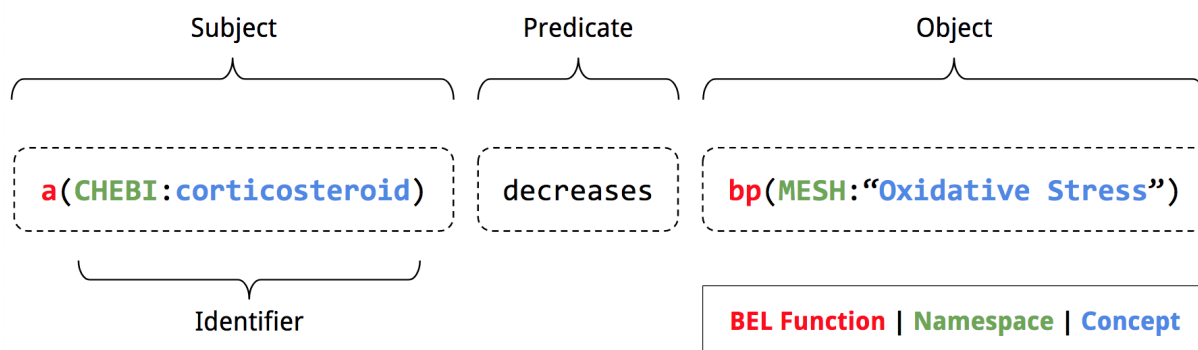 Subject Predicate Object
a(CHEBI:corticosteroid) decreases bp(MESH:“Oxidative Stress”)
Identifier
BEL Function | Namespace | Concept